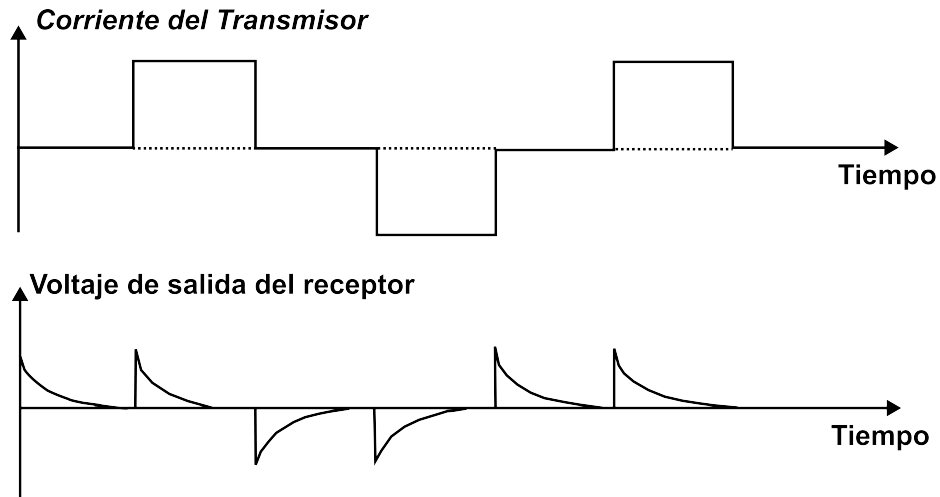 Corriente del Transmisor
Tiempo
Voltaje de salida del receptor
Tiempo